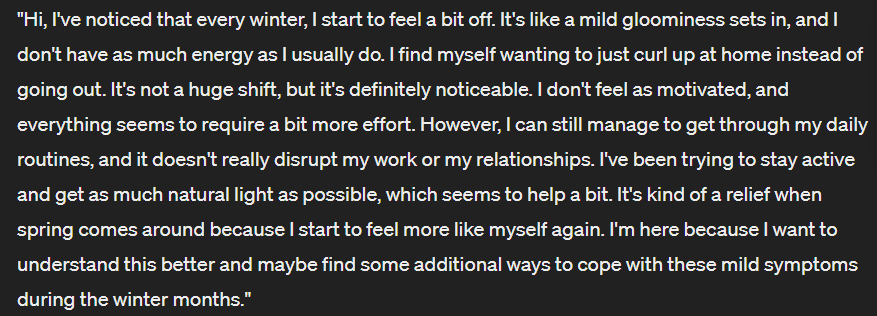 "Hi, I've noticed that every winter, I start to feel a bit off. It's like a mild gloominess sets in, and I
don't have as much energy as I usually do. I find myself wanting to just curl up at home instead of
going out. It's not a huge shift, but it's definitely noticeable. I don't feel as motivated, and
everything seems to require a bit more effort. However, I can still manage to get through my daily
routines, and it doesn't really disrupt my work or my relationships. I've been trying to stay active
and get as much natural light as possible, which seems to help a bit. It's kind of a relief when
spring comes around because I start to feel more like myself again. I'm here because I want to
understand this better and maybe find some additional ways to cope with these mild symptoms
during the winter months."